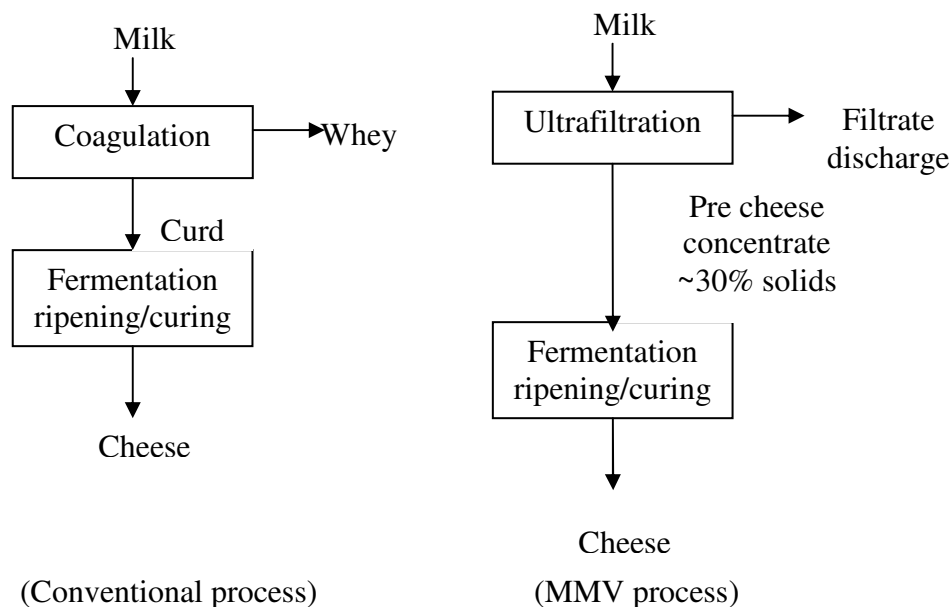 Milk
Coagulation
Whey
Curd
Fermentation
ripening/curing
Cheese
(Conventional process)
Milk
Ultrafiltration
Filtrate
discharge
Pre cheese
concentrate
~30% solids
Fermentation
ripening/curing
Cheese
(MMV process)